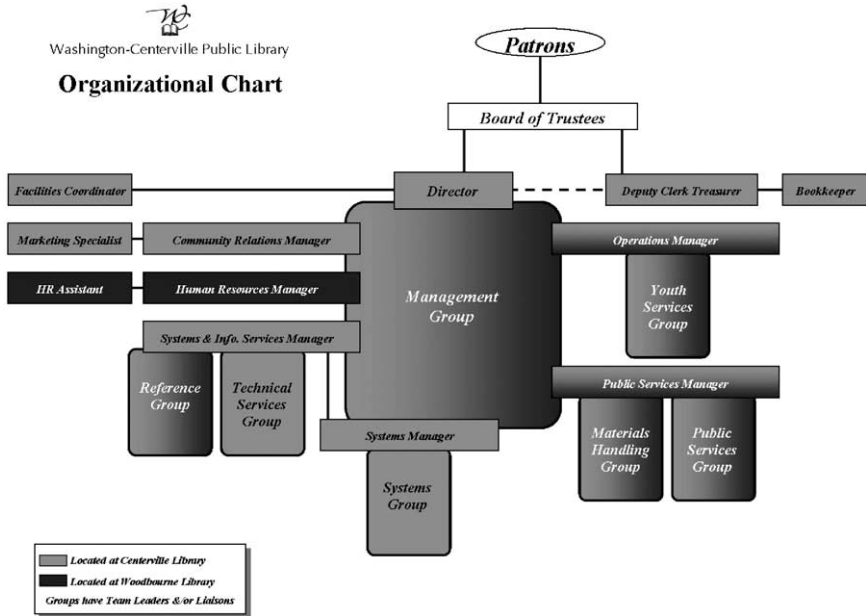 Washington-Centerville Public Library
Organizational Chart
Patrons
Board of Trustees
Facilities Coordinator
Director
Deputy Clerk Treasurer
Bookkeeper
Marketing Specialist
Community Relations Manager
Operations Manager
HR Assistant
Human Resources Manager
Management
Group
Youth
Services
Group
Systems & Info. Services Manager
Reference
Group
Technical
Services
Group
Public Services Manager
Materials
Handling
Group
Public
Services
Group
Systems Manager
Systems
Group
Located at Centerville Library
Located at Woodbourne Library
Groups have Team Leaders &/or Liaisons